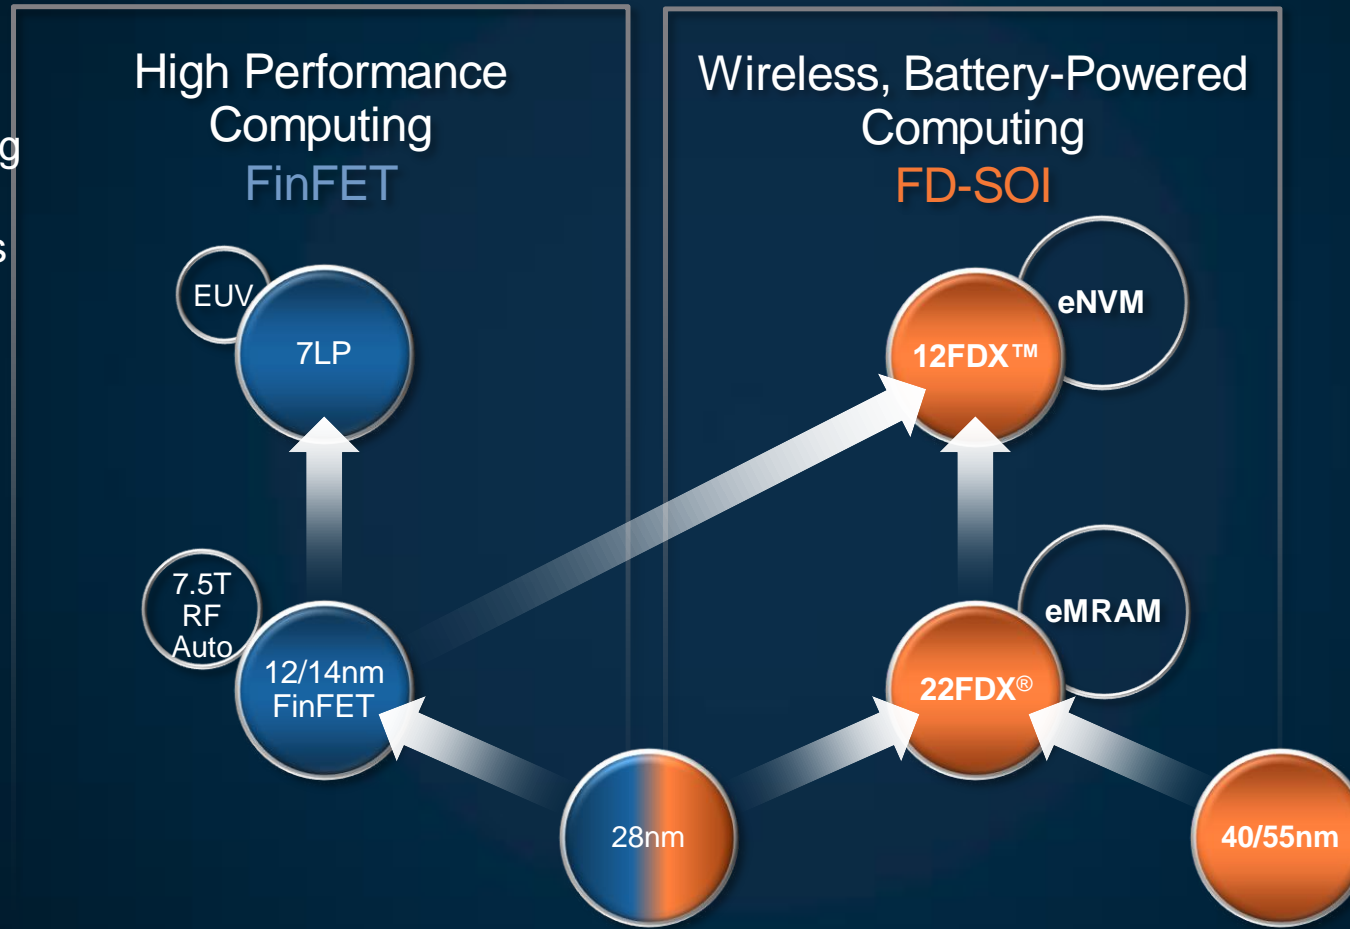 High Performance
Computing
FinFET
EUV
7LP
7.5T
RF
Auto
12/14nm
FinFET
28nm
Wireless, Battery-Powered
Computing
FD-SOI
eNVM
12FDX™
eMRAM
22FDX®
40/55nm